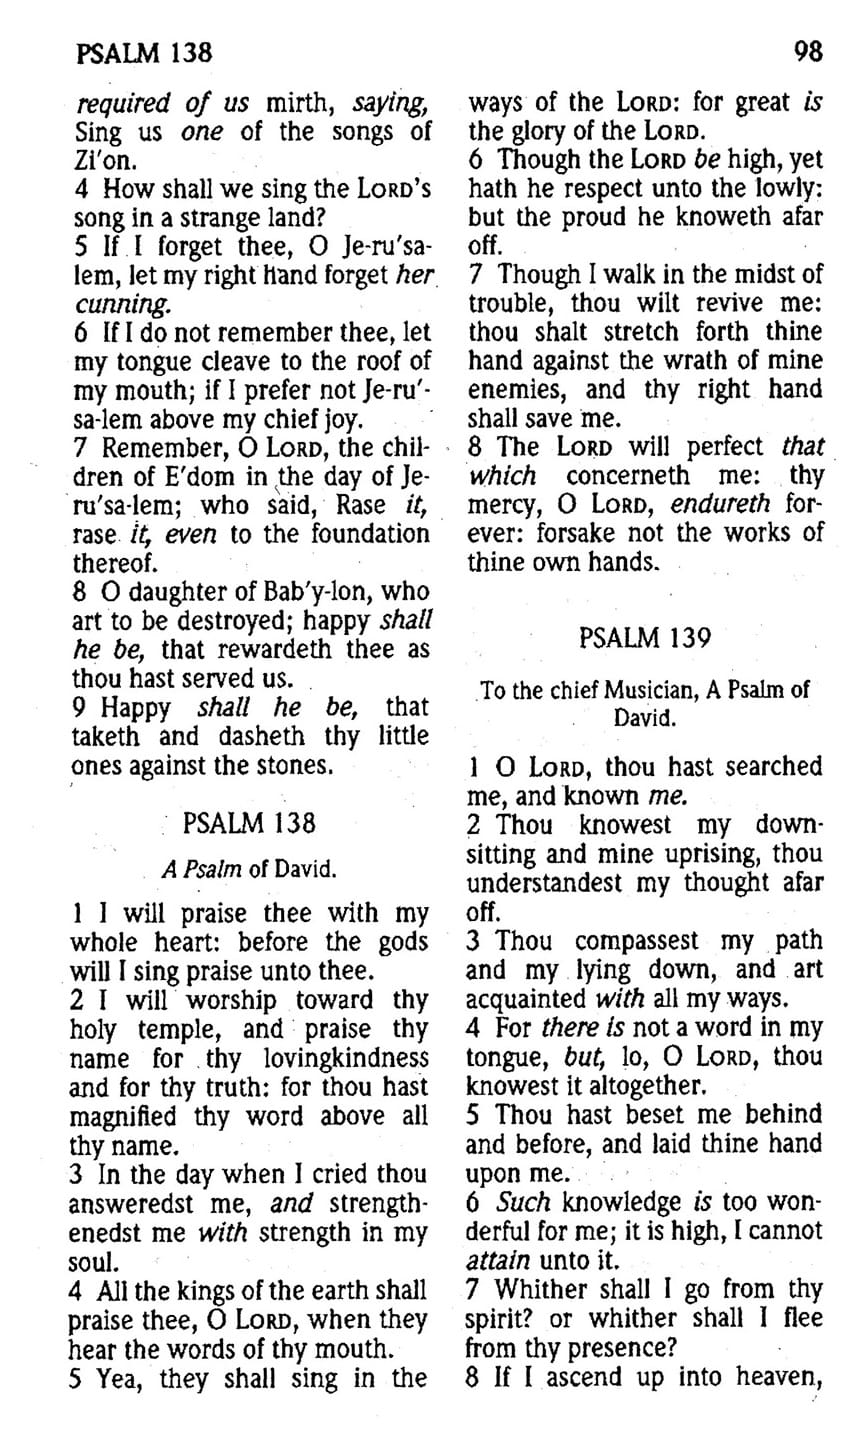 PSALM 138
98
required of us mirth, saying,
Sing us one of the songs of
Zi'on.
4 How shall we sing the LORD's
song in a strange land?
5 If I forget thee, O Je-ru'sa-
lem, let my right hand forget her
cunning.
6 If I do not remember thee, let
my tongue cleave to the roof of
my mouth; if I prefer not Je-ru'-
sa-lem above my chief joy.
7 Remember, O LORD, the chil-
dren of E'dom in the day of Je-
ru'sa-lem; who said, Rase it,
rase it, even to the foundation
thereof.
8 O daughter of Bab'y-lon, who
art to be destroyed; happy shall
he be, that rewardeth thee as
thou hast served us.
9 Happy shall he be, that
taketh and dasheth thy little
ones against the stones.
PSALM 138
A Psalm of David.
1 I will praise thee with my
whole heart: before the gods
will I sing praise unto thee.
2 I will worship toward thy
holy temple, and praise thy
name for thy lovingkindness
and for thy truth: for thou hast
magnified thy word above all
thy name.
3 In the day when I cried thou
answeredst me, and strength-
enedst me with strength in my
soul.
4 All the kings of the earth shall
praise thee, O LORD, when they
hear the words of thy mouth.
5 Yea, they shall sing in the
ways of the LORD: for great is
the glory of the LORD.
6 Though the LORD be high, yet
hath he respect unto the lowly:
but the proud he knoweth afar
off.
7 Though I walk in the midst of
trouble, thou wilt revive me:
thou shalt stretch forth thine
hand against the wrath of mine
enemies, and thy right hand
shall save me.
8 The LORD will perfect that
which concerneth me: thy
mercy, O LORD, endureth for-
ever: forsake not the works of
thine own hands.
PSALM 139
To the chief Musician, A Psalm of
David.
1 O LORD, thou hast searched
me, and known me.
2 Thou knowest my down-
sitting and mine uprising, thou
understandest my thought afar
off.
3 Thou compassest my path
and my lying down, and art
acquainted with all my ways.
4 For there is not a word in my
tongue, but, lo, O LORD, thou
knowest it altogether.
5 Thou hast beset me behind
and before, and laid thine hand
upon me.
6 Such knowledge is too won-
derful for me; it is high, I cannot
attain unto it.
7 Whither shall I go from thy
spirit? or whither shall I flee
from thy presence?
8 If I ascend up into heaven,